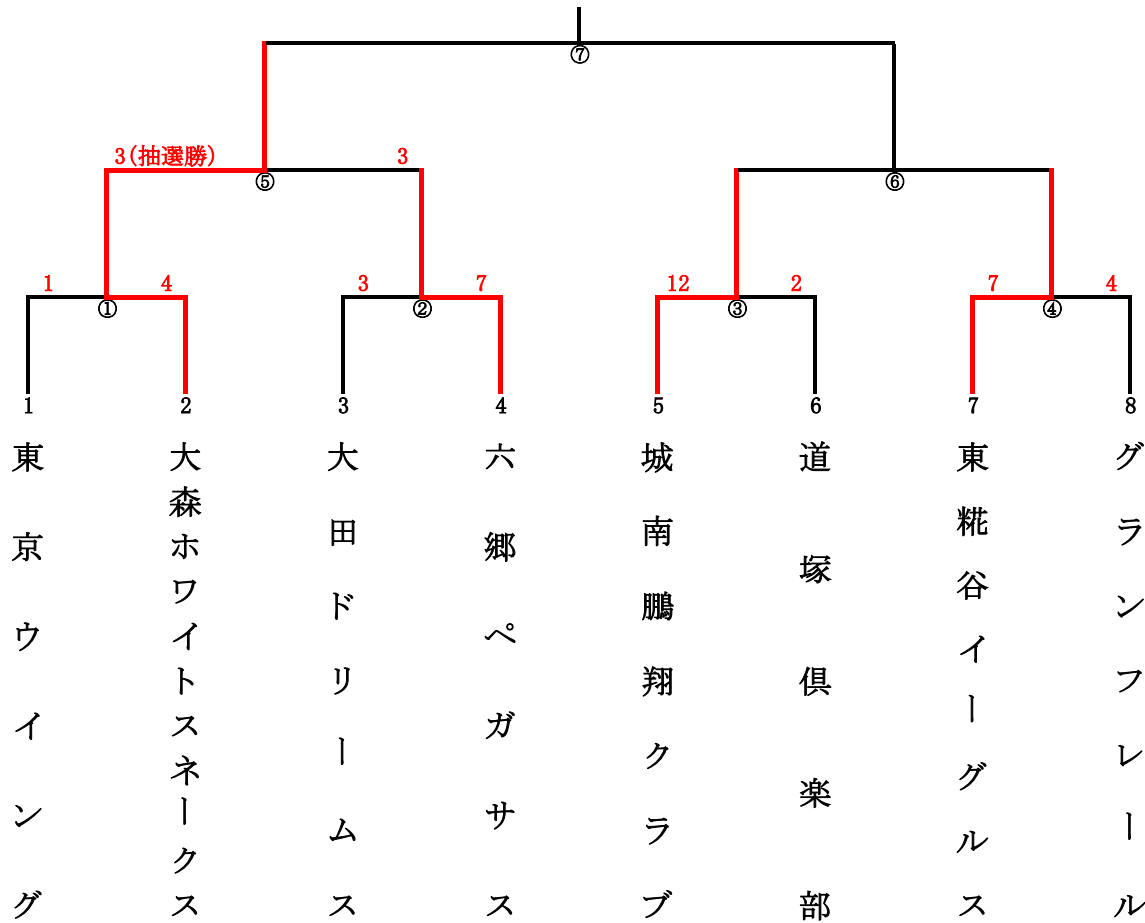 ⑦
3(抽選勝)
3
⑤
⑥
1
4
3
7
12
2
7
4
①
②
③
④
1
2
3
4
5
6
7
8
東京ウイング
大森ホワイトスネークス
大田ドリームス
六郷ペガサス
城南鵬翔クラブ
道塚倶楽部
東糀谷イーグルス
グランフレール